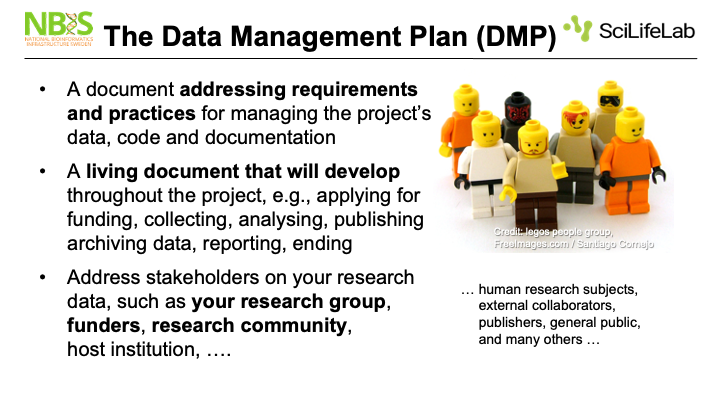 NBIS
NATIONAL BIOINFORMATICS
INFRASTRUCTURE SWEDEN
The Data Management Plan (DMP)
SciLifeLab
• A document addressing requirements
and practices for managing the project’s
data, code and documentation
• A living document that will develop
throughout the project, e.g., applying for
funding, collecting, analysing, publishing
archiving data, reporting, ending
• Address stakeholders on your research
data, such as your research group,
funders, research community,
host institution, ….
Credit: legos people group,
FreeImages.com / Santiago Cornejo
… human research subjects,
external collaborators,
publishers, general public,
and many others …